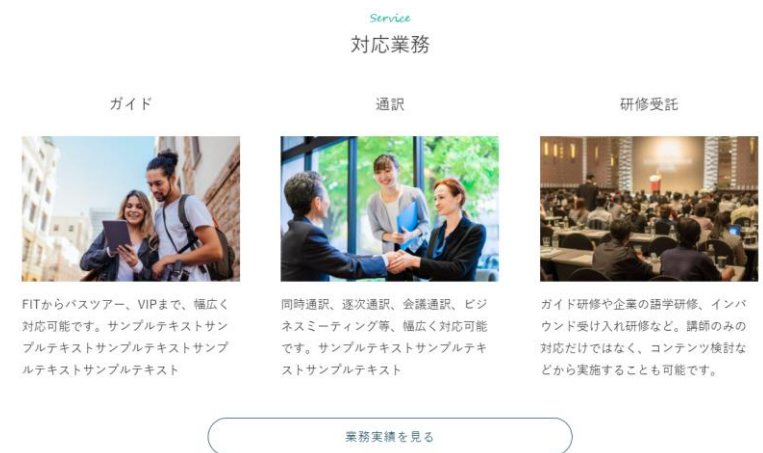 Service
対応業務
ガイド
通訳
研修受託
FITからバスツアー、VIPまで、幅広く
対応可能です。サンプルテキストサン
プルテキストサンプルテキストサンプ
ルテキストサンプルテキスト
同時通訳、逐次通訳、会議通訳、ビジ
ネスミーティング等、幅広く対応可能
です。サンプルテキストサンプルテキ
ストサンプルテキスト
ガイド研修や企業の語学研修、インバ
ウンド受け入れ研修など。講師のみの
対応だけではなく、コンテンツ検討な
どから実施することも可能です。
業務実績を見る